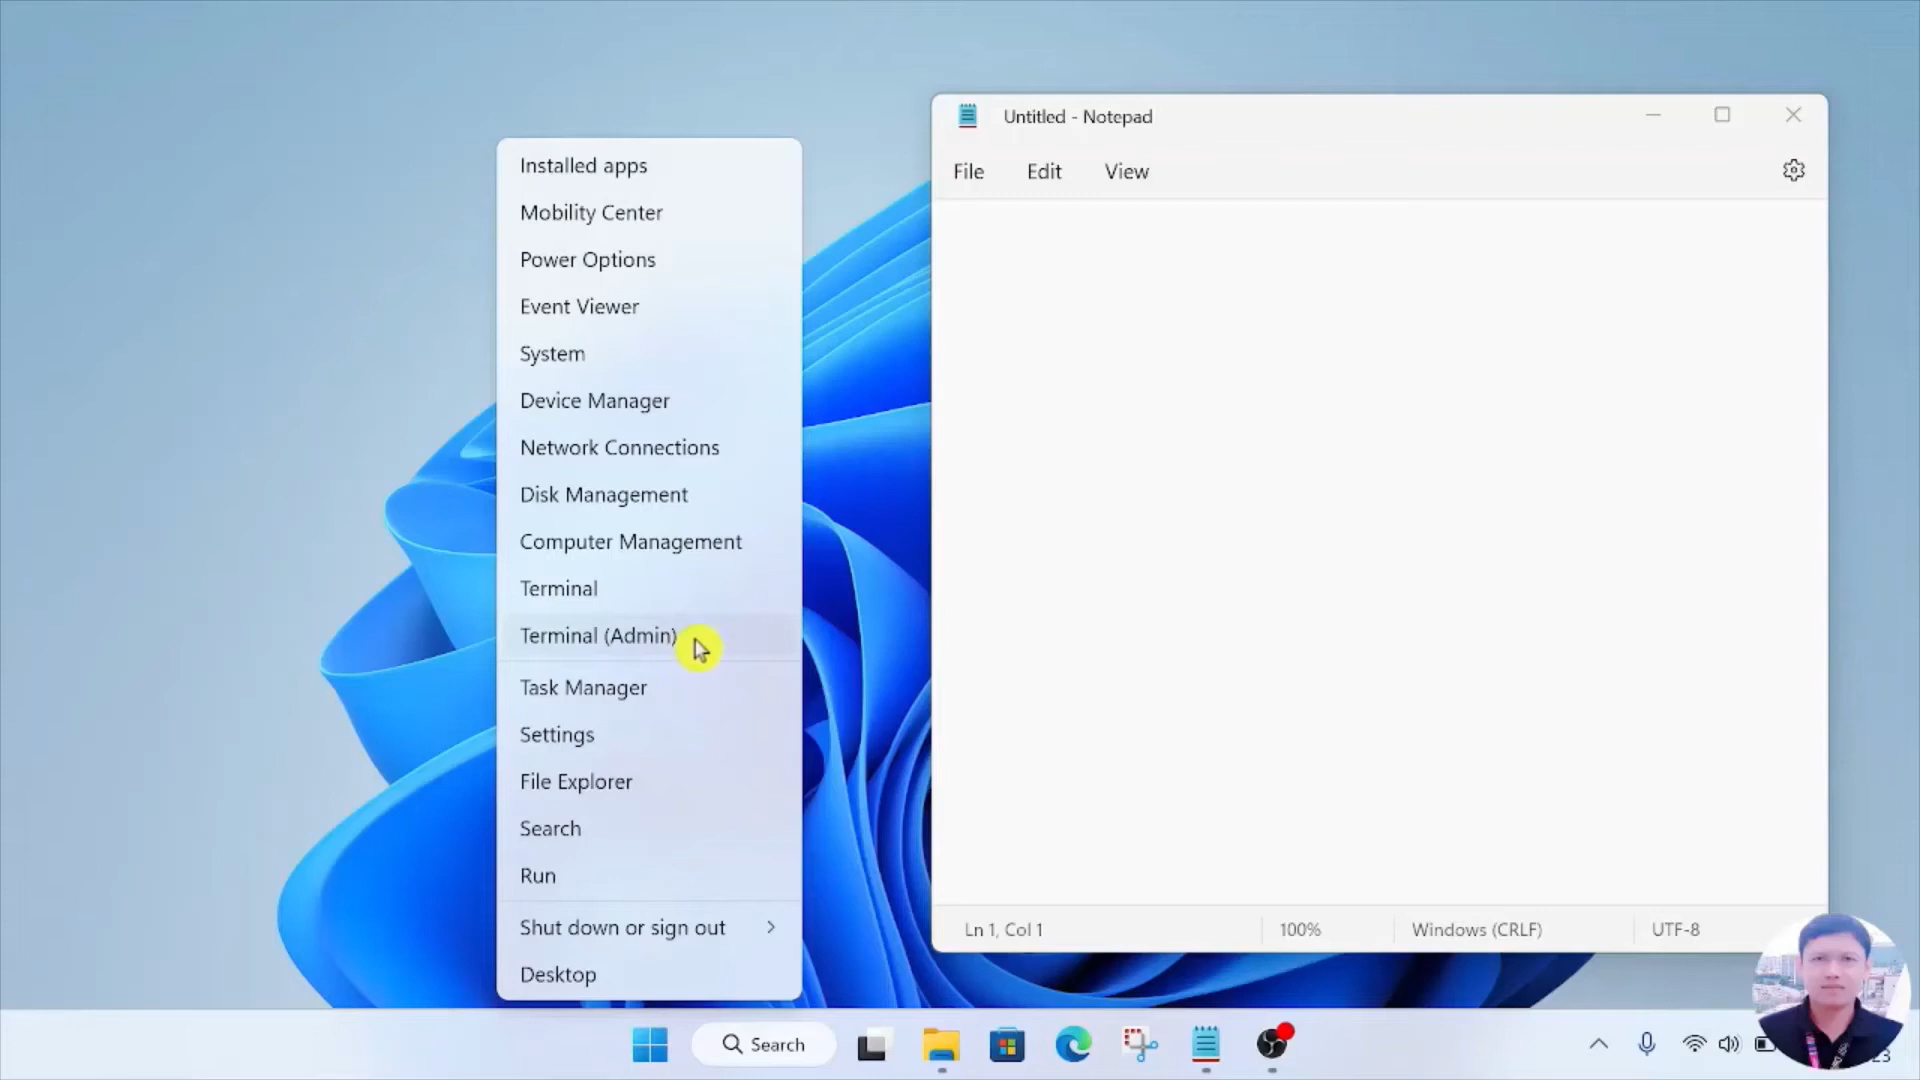 Untitled - Notepad
File Edit View
Installed apps
Mobility Center
Power Options
Event Viewer
System
Device Manager
Network Connections
Disk Management
Computer Management
Terminal
Terminal (Admin)
Task Manager
Settings
File Explorer
Search
Run
Shut down or sign out
Desktop
Ln 1, Col 1 100% Windows (CRLF) UTF-8
Search
23